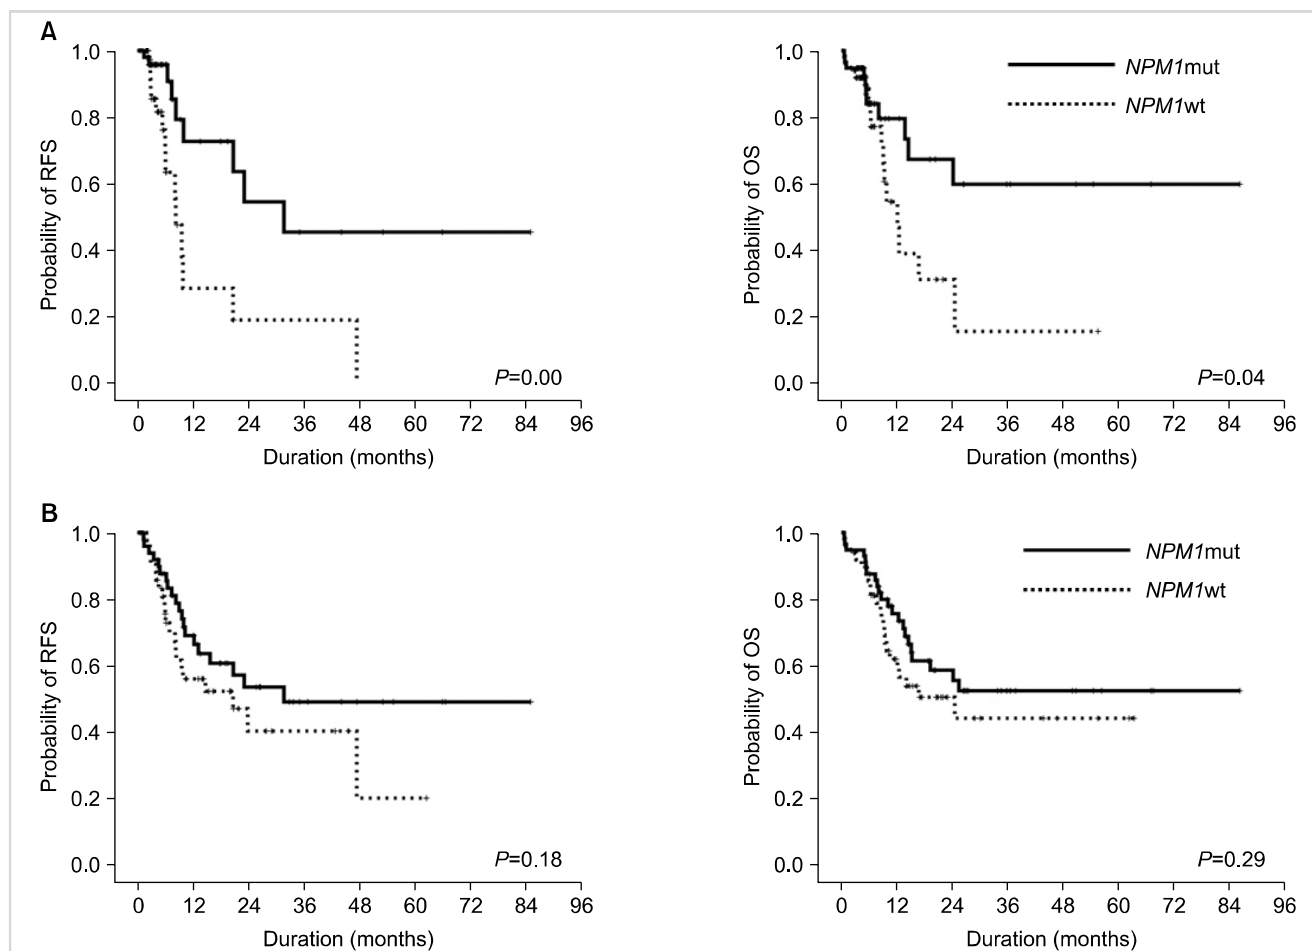 A
Probability of RFS
1.0
0.8
0.6
0.4
0.2
0.0
P=0.00
0 12 24 36 48 60 72 84 96
Duration (months)
Probability of OS
1.0
0.8
0.6
0.4
0.2
0.0
NPM1mut
NPM1wt
P=0.04
0 12 24 36 48 60 72 84 96
Duration (months)
B
Probability of RFS
1.0
0.8
0.6
0.4
0.2
0.0
P=0.18
0 12 24 36 48 60 72 84 96
Duration (months)
Probability of OS
1.0
0.8
0.6
0.4
0.2
0.0
NPM1mut
NPM1wt
P=0.29
0 12 24 36 48 60 72 84 96
Duration (months)